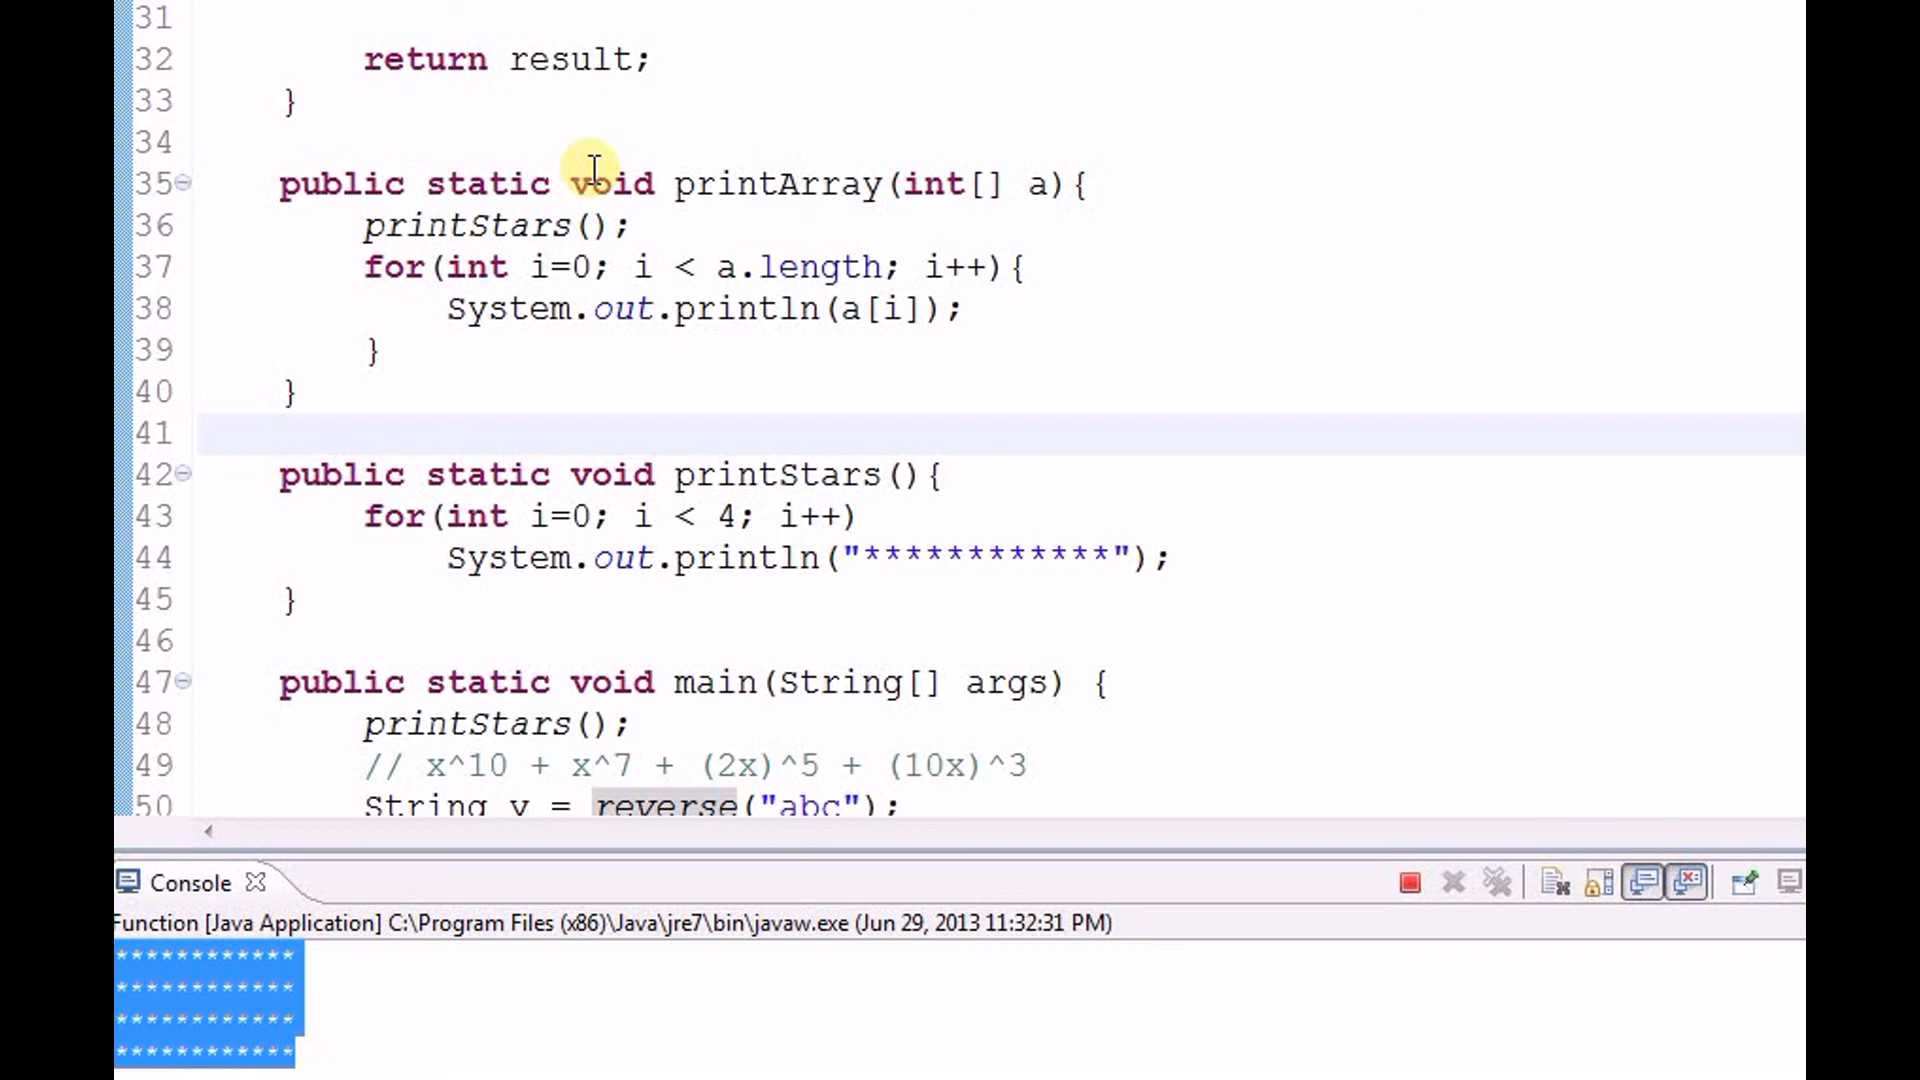 31
32 return result;
33 }
34
35 public static void printArray(int[] a){
36 printStars();
37 for(int i=0; i < a.length; i++){
38 System.out.println(a[i]);
39 }
40 }
41
42 public static void printStars(){
43 for(int i=0; i < 4; i++)
44 System.out.println("************");
45 }
46
47 public static void main(String[] args) {
48 printStars();
49 // x^10 + x^7 + (2x)^5 + (10x)^3
50 String y = reverse("abc");
Console
Function [Java Application] C:\Program Files (x86)\Java\jre7\bin\javaw.exe (Jun 29, 2013 11:32:31 PM)
************
************
************
************